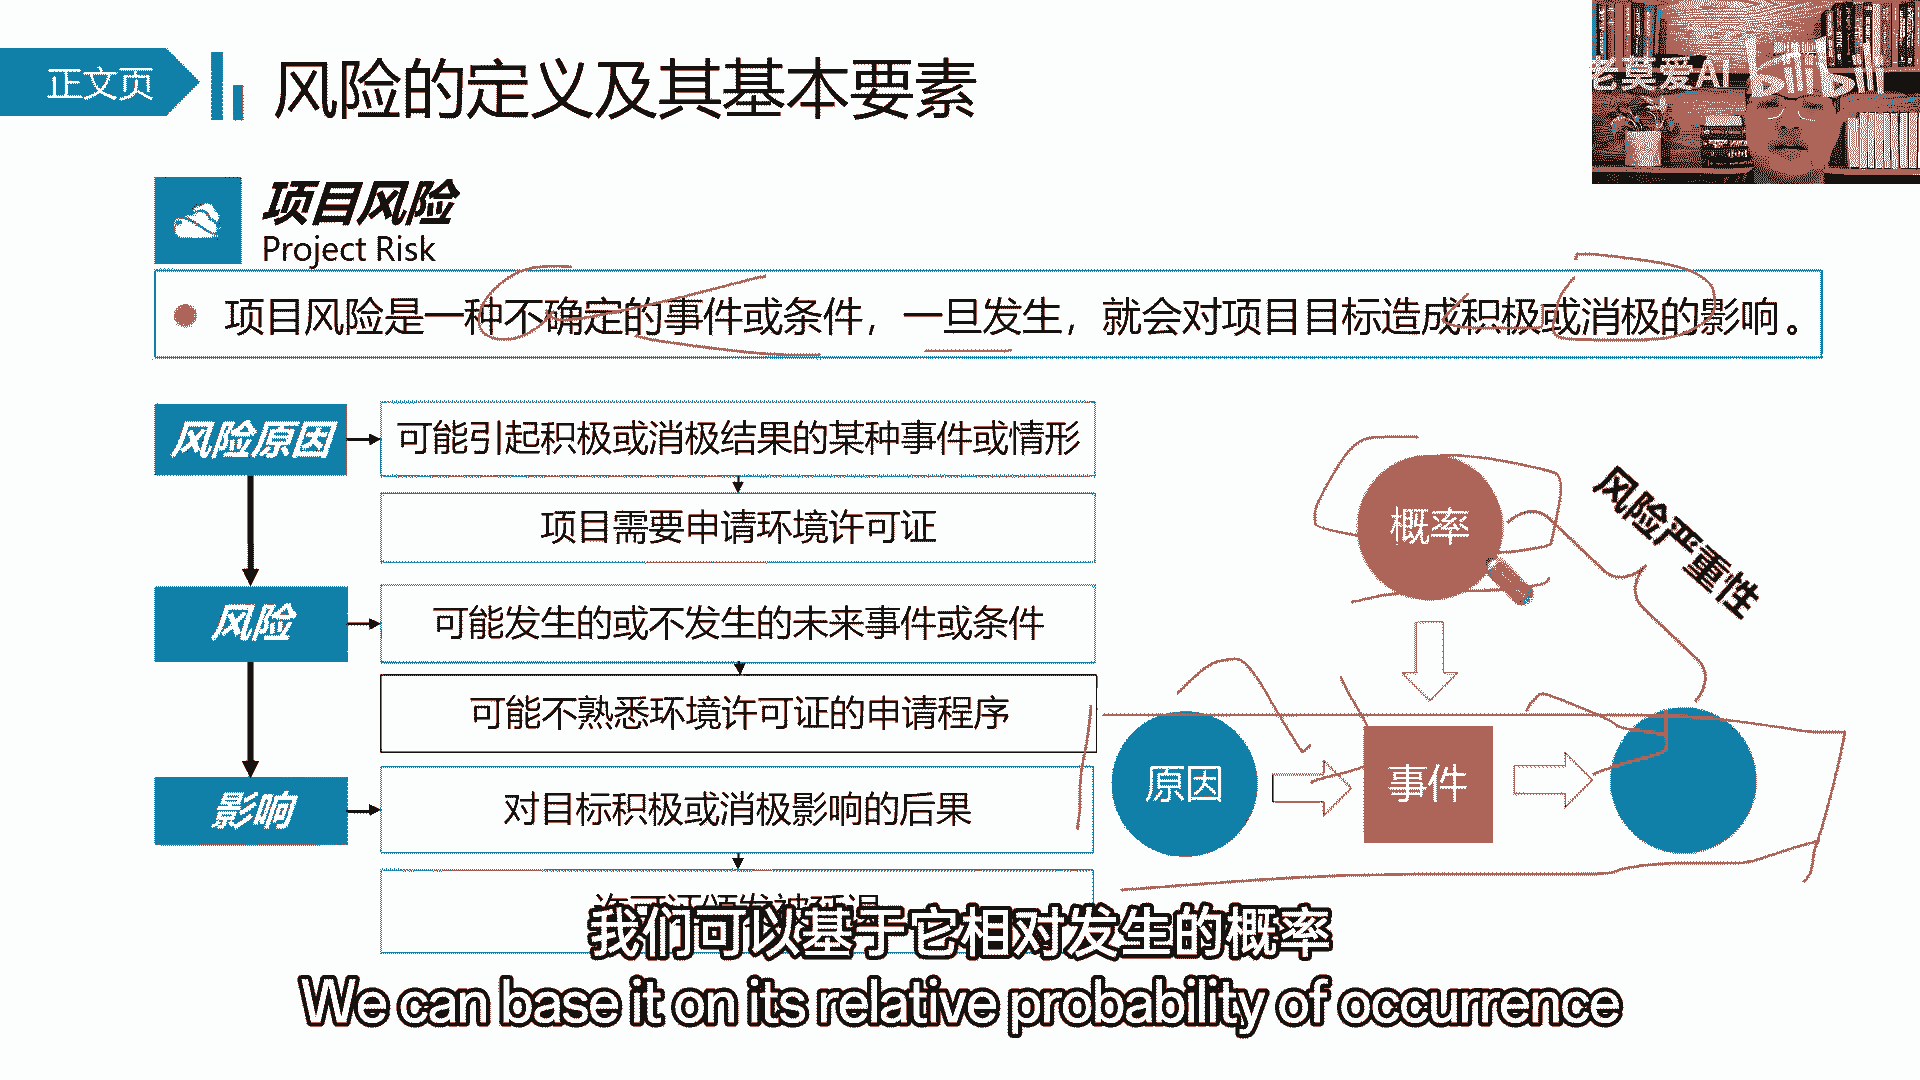 正文页
风险的定义及其基本要素
老莫爱AI
bilibili
项目风险
Project Risk
项目风险是一种不确定的事件或条件，一旦发生，就会对项目目标造成积极或消极的影响。
风险原因
可能引起积极或消极结果的某种事件或情形
项目需要申请环境许可证
风险
可能发生的或不发生的未来事件或条件
可能不熟悉环境许可证的申请程序
影响
对目标积极或消极影响的后果
许可证颁发被延误
概率
风险严重性
原因
事件
我们可以基于它相对发生的概率
We can base it on its relative probability of occurrence